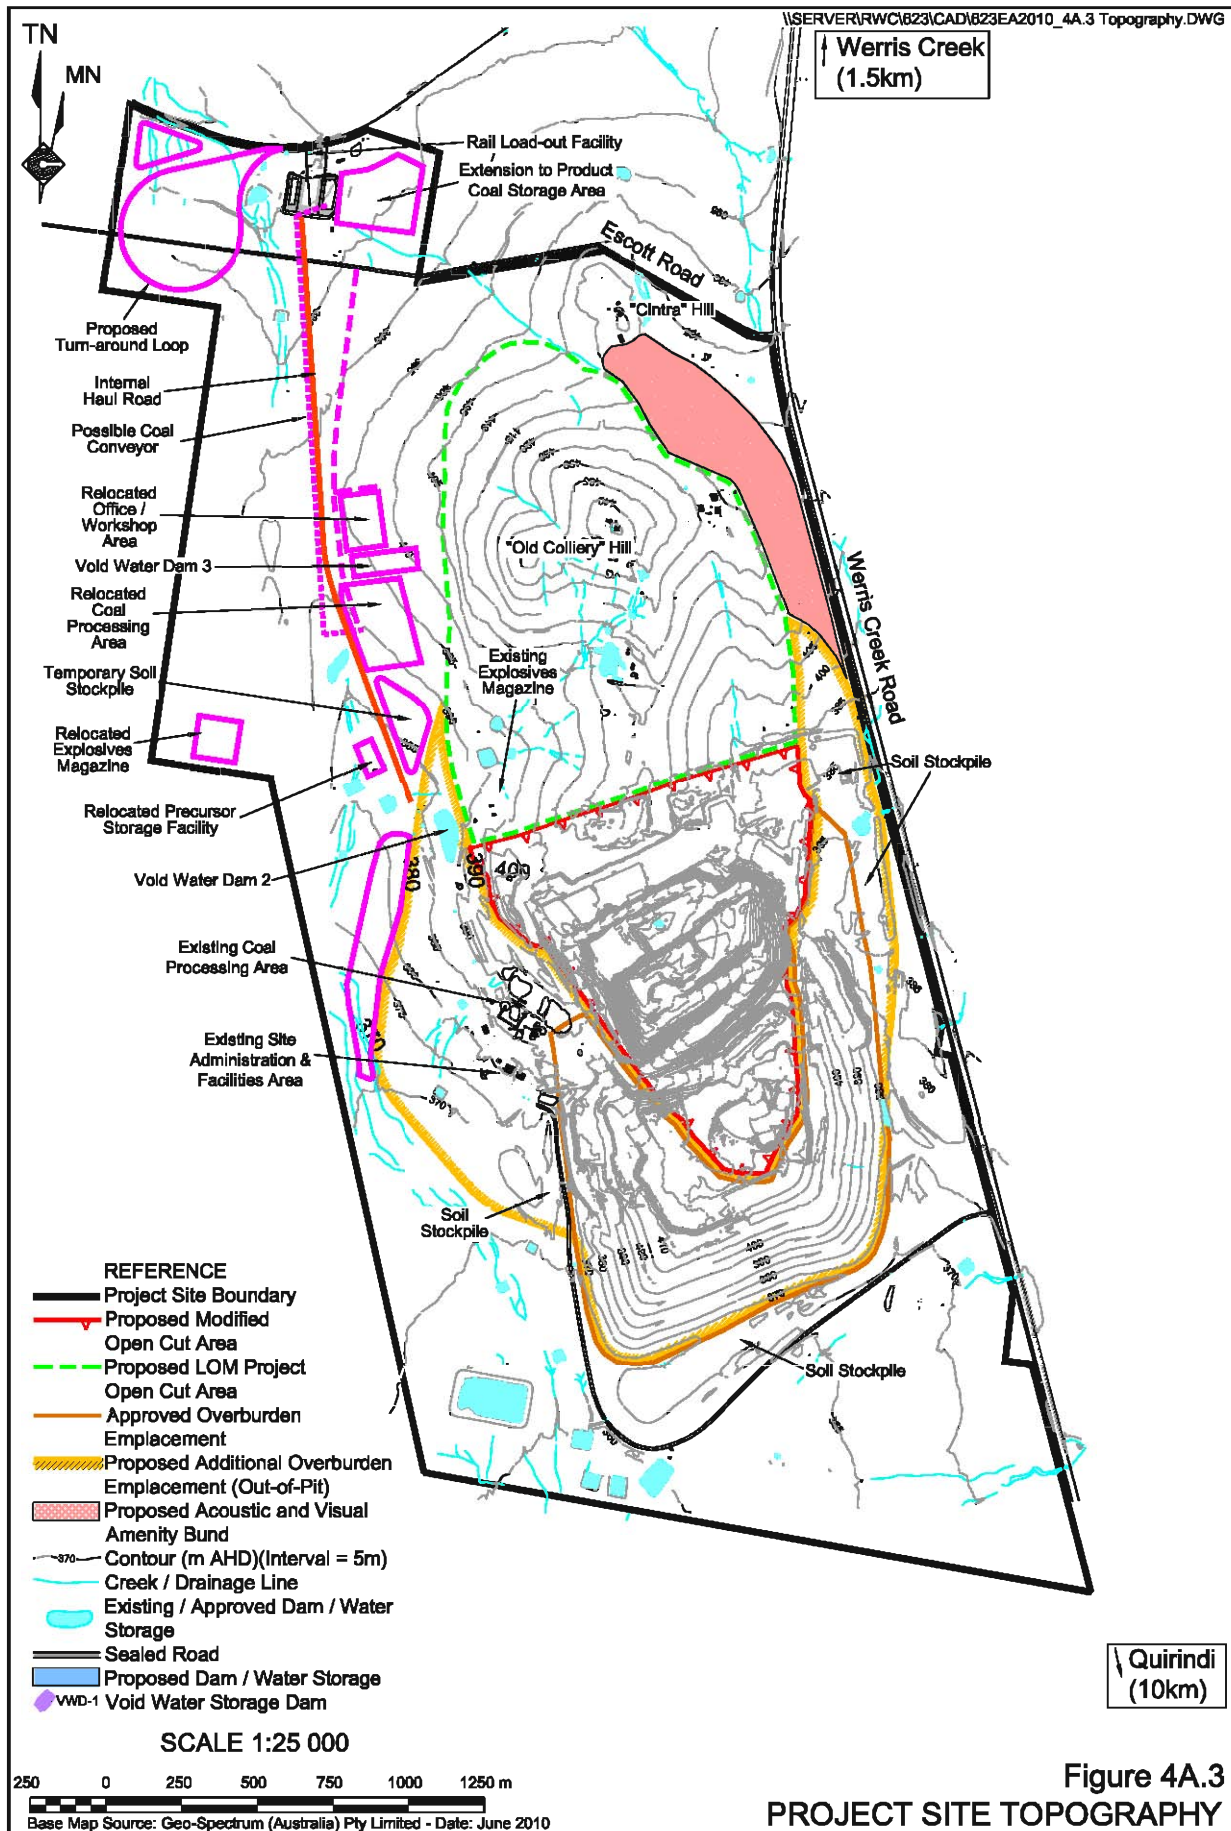 \\SERVER\RWC\623\CAD\623EA2010_4A.3 Topography.DWG
TN
MN
Werris Creek
(1.5km)
Rail Load-out Facility
Extension to Product
Coal Storage Area
Escott Road
"Cintra" Hill
Proposed
Turn-around Loop
Internal
Haul Road
Possible Coal
Conveyor
Relocated
Office /
Workshop
Area
"Old Colliery" Hill
Void Water Dam 3
Relocated
Coal
Processing
Area
Werris Creek Road
Existing
Explosives
Magazine
Temporary Soil
Stockpile
Relocated
Explosives
Magazine
Soil Stockpile
Relocated Precursor
Storage Facility
Void Water Dam 2
380
390
400
Existing Coal
Processing Area
370
Existing Site
Administration &
Facilities Area
Soil
Stockpile
Soil Stockpile
REFERENCE
Project Site Boundary
Proposed Modified
Open Cut Area
Proposed LOM Project
Open Cut Area
Approved Overburden
Emplacement
Proposed Additional Overburden
Emplacement (Out-of-Pit)
Proposed Acoustic and Visual
Amenity Bund
370 Contour (m AHD)(Interval = 5m)
Creek / Drainage Line
Existing / Approved Dam / Water
Storage
Sealed Road
Proposed Dam / Water Storage
VWD-1 Void Water Storage Dam
Quirindi
(10km)
SCALE 1:25 000
250 0 250 500 750 1000 1250 m
Base Map Source: Geo-Spectrum (Australia) Pty Limited - Date: June 2010
Figure 4A.3
PROJECT SITE TOPOGRAPHY